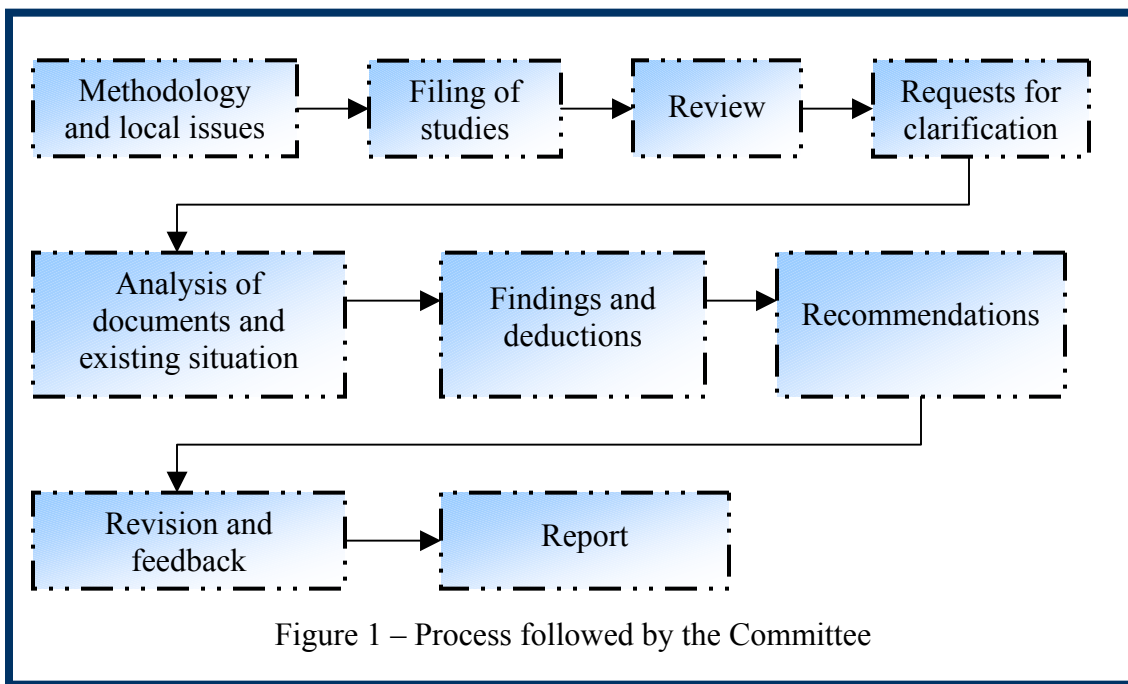 Methodology
and local issues
Filing of
studies
Review
Requests for
clarification
Analysis of
documents and
existing situation
Findings and
deductions
Recommendations
Revision and
feedback
Report
Figure 1 – Process followed by the Committee